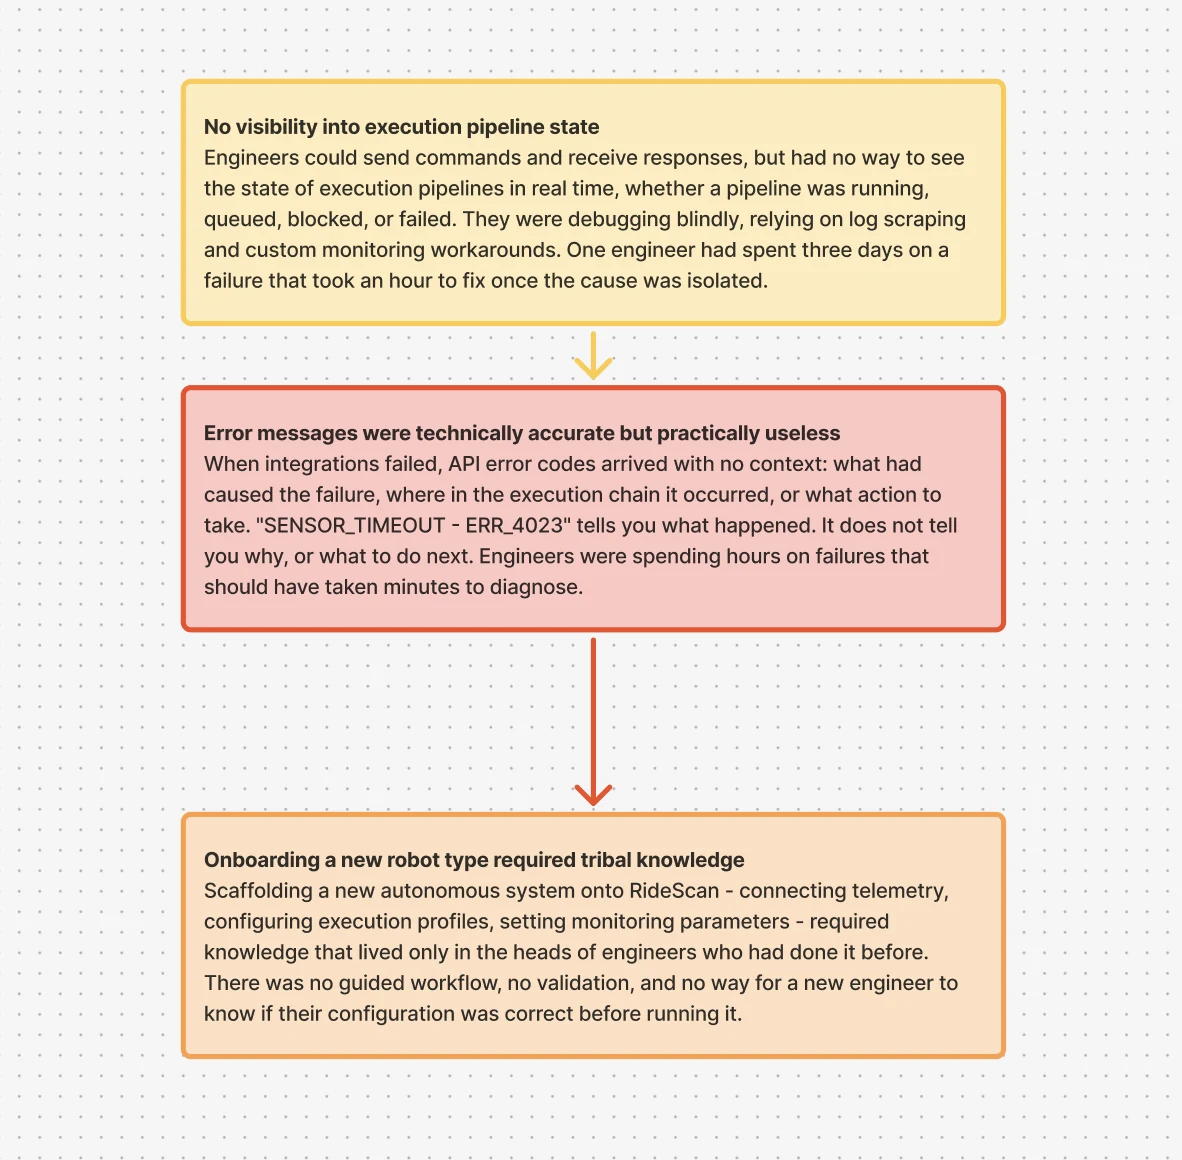 No visibility into execution pipeline state
Engineers could send commands and receive responses, but had no way to see
the state of execution pipelines in real time, whether a pipeline was running,
queued, blocked, or failed. They were debugging blindly, relying on log scraping
and custom monitoring workarounds. One engineer had spent three days on a
failure that took an hour to fix once the cause was isolated.
Error messages were technically accurate but practically useless
When integrations failed, API error codes arrived with no context: what had
caused the failure, where in the execution chain it occurred, or what action to
take. "SENSOR_TIMEOUT - ERR_4023" tells you what happened. It does not tell
you why, or what to do next. Engineers were spending hours on failures that
should have taken minutes to diagnose.
Onboarding a new robot type required tribal knowledge
Scaffolding a new autonomous system onto RideScan - connecting telemetry,
configuring execution profiles, setting monitoring parameters - required
knowledge that lived only in the heads of engineers who had done it before.
There was no guided workflow, no validation, and no way for a new engineer to
know if their configuration was correct before running it.